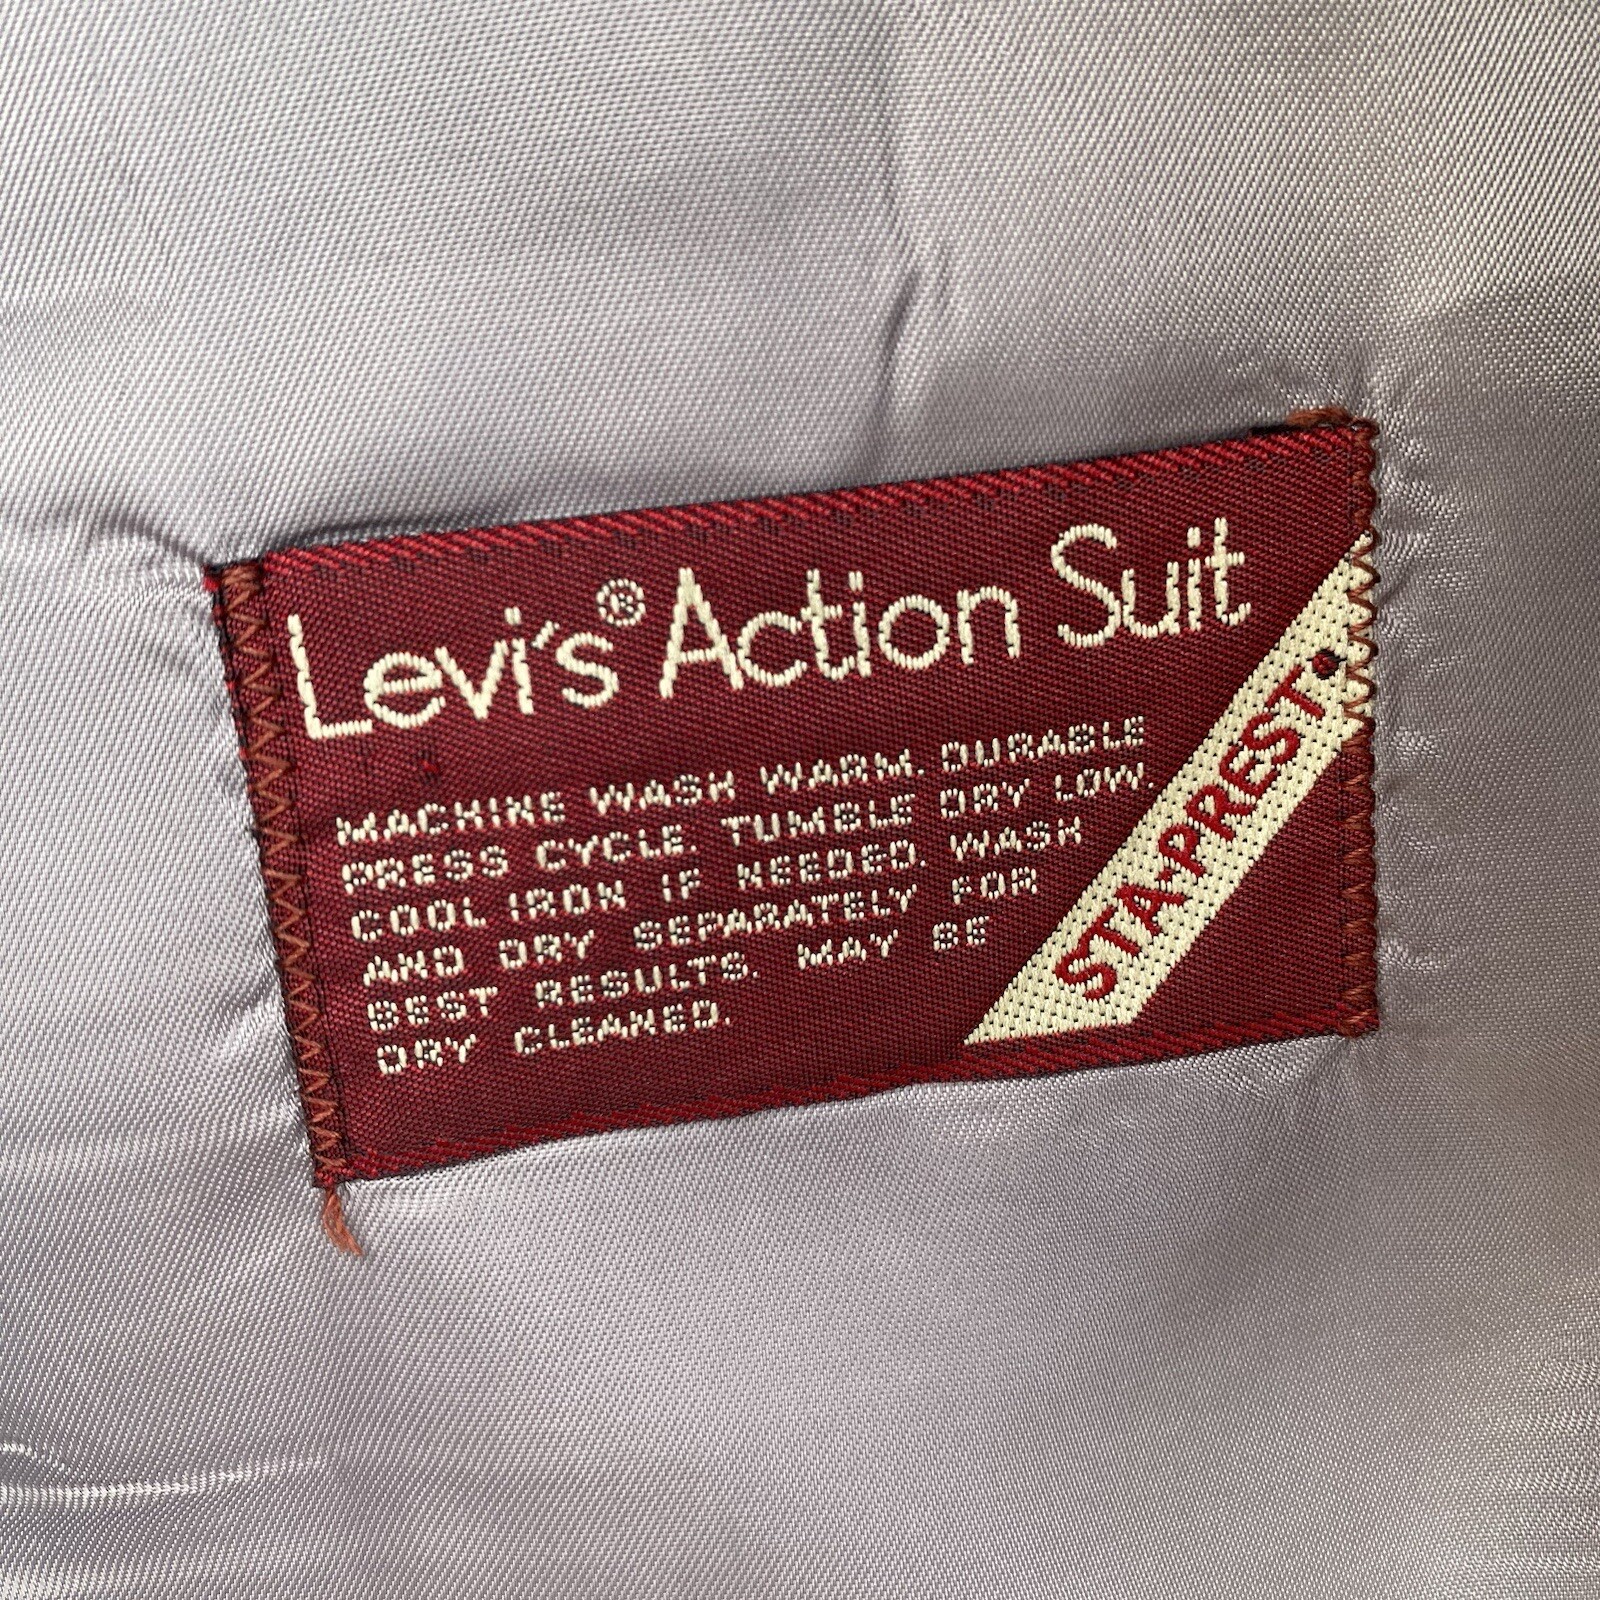 Levi's® Action Suit
MACHINE WASH WARM. DURABLE
PRESS CYCLE. TUMBLE DRY LOW.
COOL IRON IF NEEDED. WASH
AND DRY SEPARATELY FOR
BEST RESULTS. MAY BE
DRY CLEANED.
STA-PREST®